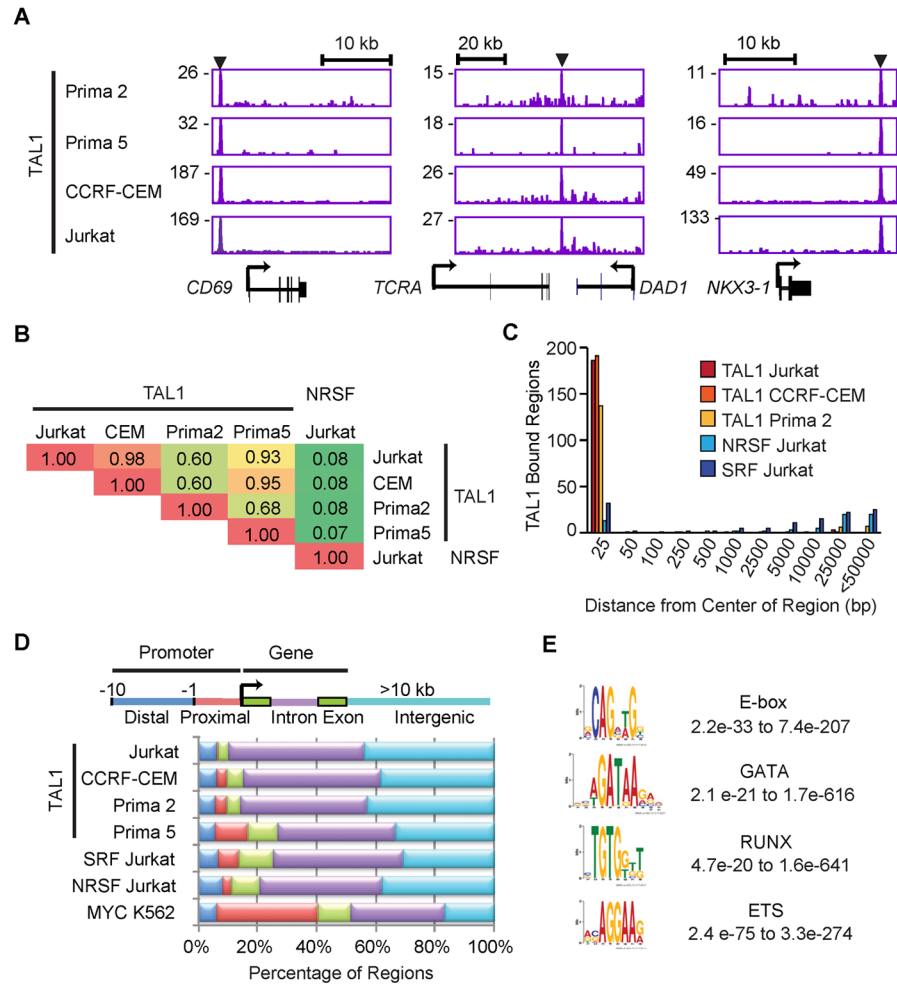 A
10 kb
20 kb
10 kb
TAL1
Prima 2
26
15
11
Prima 5
32
18
16
CCRF-CEM
187
26
49
Jurkat
169
27
133
CD69
TCRA
DAD1
NKX3-1
B
TAL1
NRSF
Jurkat CEM Prima2 Prima5 Jurkat
1.00 0.98 0.60 0.93 0.08 Jurkat
1.00 0.60 0.95 0.08 CEM
1.00 0.68 0.08 Prima2
1.00 0.07 Prima5
1.00 Jurkat
TAL1
NRSF
C
TAL1 Bound Regions
200
150
100
50
0
TAL1 Jurkat
TAL1 CCRF-CEM
TAL1 Prima 2
NRSF Jurkat
SRF Jurkat
25 50 100 250 500 1000 2500 5000 10000 25000 <50000
Distance from Center of Region (bp)
D
Promoter
Gene
-10
-1
>10 kb
Distal Proximal Intron Exon Intergenic
TAL1
Jurkat
CCRF-CEM
Prima 2
Prima 5
SRF Jurkat
NRSF Jurkat
MYC K562
0% 20% 40% 60% 80% 100%
Percentage of Regions
E
E-box
2.2e-33 to 7.4e-207
GATA
2.1 e-21 to 1.7e-616
RUNX
4.7e-20 to 1.6e-641
ETS
2.4 e-75 to 3.3e-274